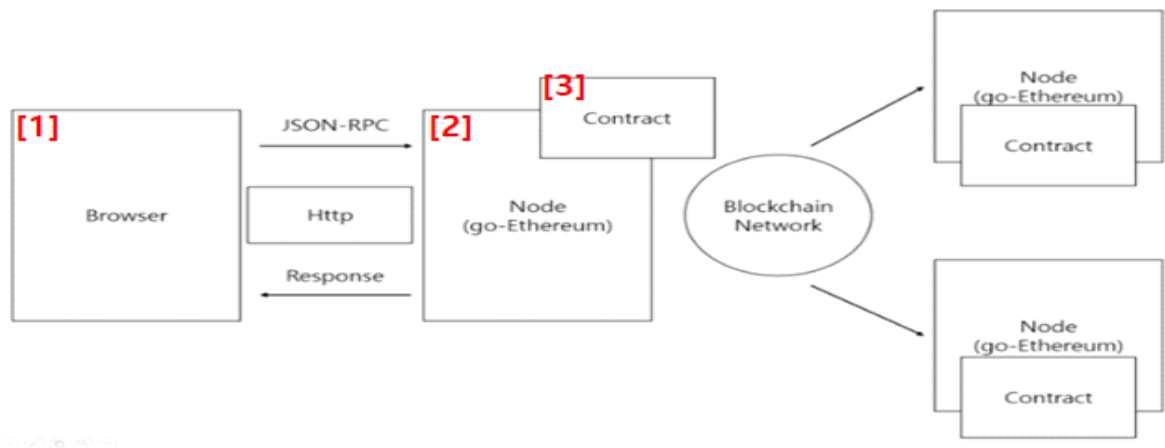 [1]
Browser
JSON-RPC
Http
Response
[2]
Node
(go-Ethereum)
[3]
Contract
Blockchain
Network
Node
(go-Ethereum)
Contract
Node
(go-Ethereum)
Contract